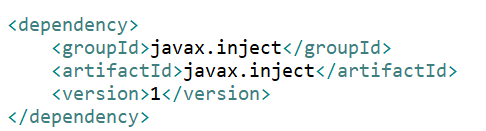 <dependency>
    <groupId>javax.inject</groupId>
    <artifactId>javax.inject</artifactId>
    <version>1</version>
</dependency>